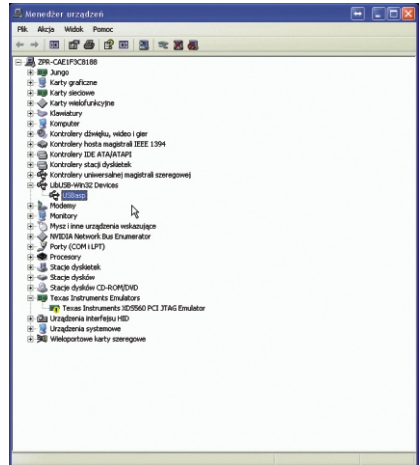 Menedżer urządzeń
Plik Akcja Widok Pomoc
ZPR-CAE1F3C8188
Jungo
Karty graficzne
Karty sieciowe
Karty wielofunkcyjne
Klawiatury
Komputer
Kontrolery dźwięku, wideo i gier
Kontrolery hosta magistrali IEEE 1394
Kontrolery IDE ATA/ATAPI
Kontrolery stacji dyskietek
Kontrolery uniwersalnej magistrali szeregowej
LibUSB-Win32 Devices
USBasp
Modemy
Monitory
Mysz i inne urządzenia wskazujące
NVIDIA Network Bus Enumerator
Porty (COM i LPT)
Procesory
Stacje dyskietek
Stacje dysków
Stacje dysków CD-ROM/DVD
Texas Instruments Emulators
Texas Instruments XDS560 PCI JTAG Emulator
Urządzenia interfejsu HID
Urządzenia systemowe
Wieloportowe karty szeregowe